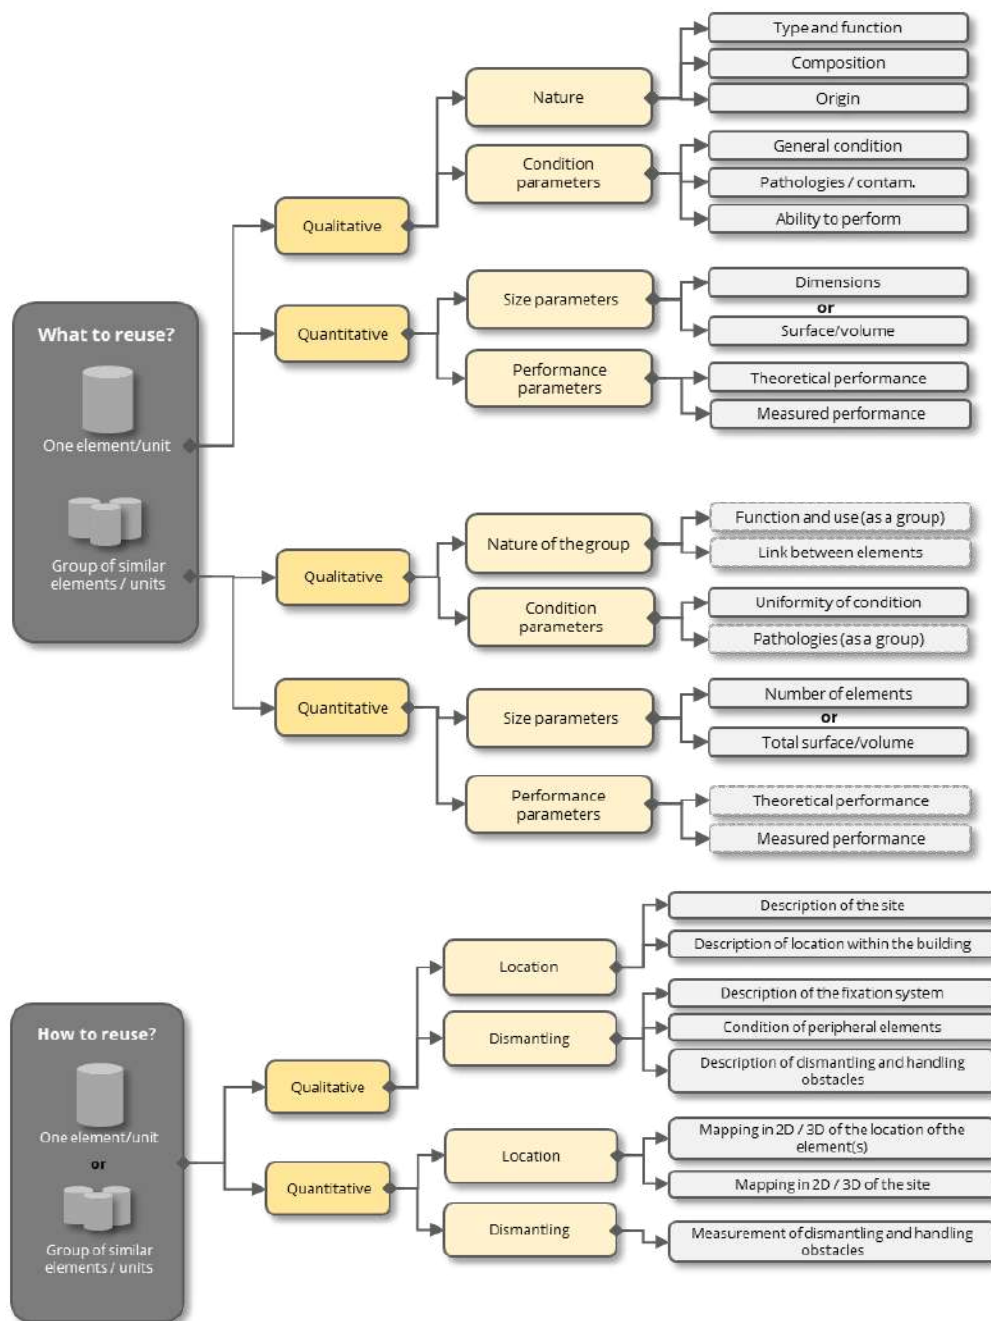 What to reuse?
One element/unit
Group of similar
elements / units
Qualitative
Nature
Type and function
Composition
Origin
Condition
parameters
General condition
Pathologies / contam.
Ability to perform
Quantitative
Size parameters
Dimensions
or
Surface/volume
Performance
parameters
Theoretical performance
Measured performance
Qualitative
Nature of the group
Function and use (as a group)
Link between elements
Condition
parameters
Uniformity of condition
Pathologies (as a group)
Quantitative
Size parameters
Number of elements
or
Total surface/volume
Performance
parameters
Theoretical performance
Measured performance
How to reuse?
One element/unit
or
Group of similar
elements / units
Qualitative
Location
Description of the site
Description of location within the building
Dismantling
Description of the fixation system
Condition of peripheral elements
Description of dismantling and handling
obstacles
Quantitative
Location
Mapping in 2D / 3D of the location of the
element(s)
Mapping in 2D / 3D of the site
Dismantling
Measurement of dismantling and handling
obstacles